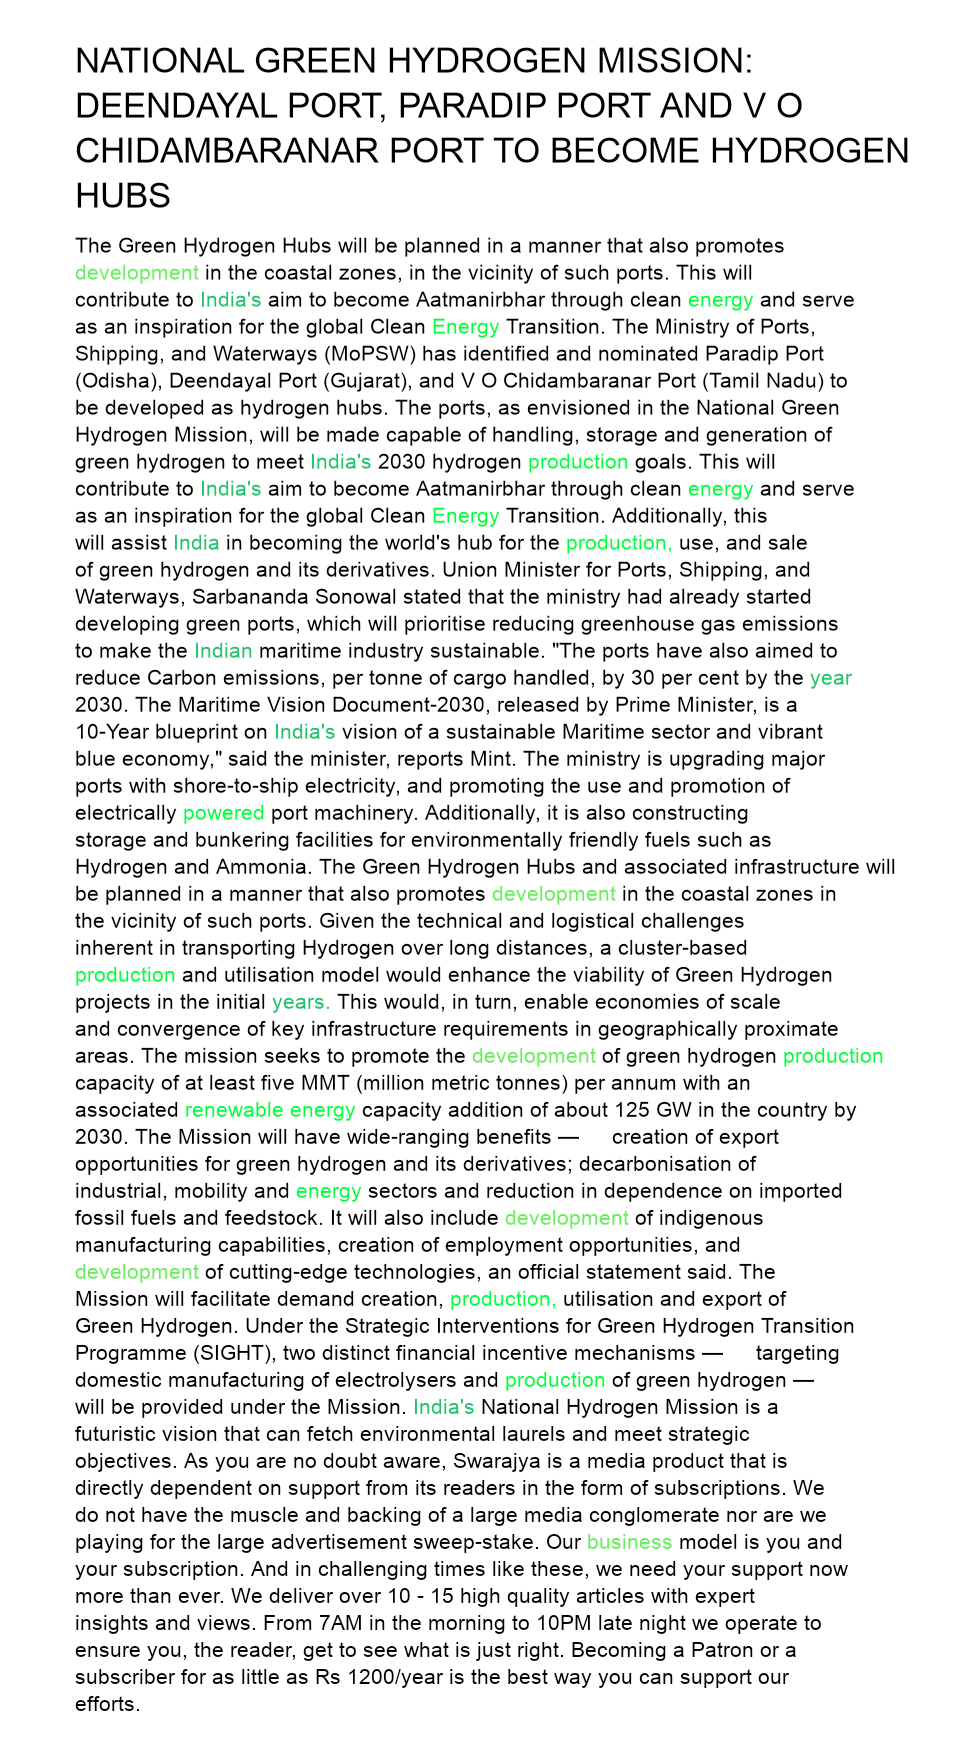 NATIONAL GREEN HYDROGEN MISSION:
DEENDAYAL PORT, PARADIP PORT AND V O
CHIDAMBARANAR PORT TO BECOME HYDROGEN
HUBS
The Green Hydrogen Hubs will be planned in a manner that also promotes
development in the coastal zones, in the vicinity of such ports. This will
contribute to India's aim to become Aatmanirbhar through clean energy and serve
as an inspiration for the global Clean Energy Transition. The Ministry of Ports,
Shipping, and Waterways (MoPSW) has identified and nominated Paradip Port
(Odisha), Deendayal Port (Gujarat), and V O Chidambaranar Port (Tamil Nadu) to
be developed as hydrogen hubs. The ports, as envisioned in the National Green
Hydrogen Mission, will be made capable of handling, storage and generation of
green hydrogen to meet India's 2030 hydrogen production goals. This will
contribute to India's aim to become Aatmanirbhar through clean energy and serve
as an inspiration for the global Clean Energy Transition. Additionally, this
will assist India in becoming the world's hub for the production, use, and sale
of green hydrogen and its derivatives. Union Minister for Ports, Shipping, and
Waterways, Sarbananda Sonowal stated that the ministry had already started
developing green ports, which will prioritise reducing greenhouse gas emissions
to make the Indian maritime industry sustainable. "The ports have also aimed to
reduce Carbon emissions, per tonne of cargo handled, by 30 per cent by the year
2030. The Maritime Vision Document-2030, released by Prime Minister, is a
10-Year blueprint on India's vision of a sustainable Maritime sector and vibrant
blue economy," said the minister, reports Mint. The ministry is upgrading major
ports with shore-to-ship electricity, and promoting the use and promotion of
electrically powered port machinery. Additionally, it is also constructing
storage and bunkering facilities for environmentally friendly fuels such as
Hydrogen and Ammonia. The Green Hydrogen Hubs and associated infrastructure will
be planned in a manner that also promotes development in the coastal zones in
the vicinity of such ports. Given the technical and logistical challenges
inherent in transporting Hydrogen over long distances, a cluster-based
production and utilisation model would enhance the viability of Green Hydrogen
projects in the initial years. This would, in turn, enable economies of scale
and convergence of key infrastructure requirements in geographically proximate
areas. The mission seeks to promote the development of green hydrogen production
capacity of at least five MMT (million metric tonnes) per annum with an
associated renewable energy capacity addition of about 125 GW in the country by
2030. The Mission will have wide-ranging benefits — creation of export
opportunities for green hydrogen and its derivatives; decarbonisation of
industrial, mobility and energy sectors and reduction in dependence on imported
fossil fuels and feedstock. It will also include development of indigenous
manufacturing capabilities, creation of employment opportunities, and
development of cutting-edge technologies, an official statement said. The
Mission will facilitate demand creation, production, utilisation and export of
Green Hydrogen. Under the Strategic Interventions for Green Hydrogen Transition
Programme (SIGHT), two distinct financial incentive mechanisms — targeting
domestic manufacturing of electrolysers and production of green hydrogen —
will be provided under the Mission. India's National Hydrogen Mission is a
futuristic vision that can fetch environmental laurels and meet strategic
objectives. As you are no doubt aware, Swarajya is a media product that is
directly dependent on support from its readers in the form of subscriptions. We
do not have the muscle and backing of a large media conglomerate nor are we
playing for the large advertisement sweep-stake. Our business model is you and
your subscription. And in challenging times like these, we need your support now
more than ever. We deliver over 10 - 15 high quality articles with expert
insights and views. From 7AM in the morning to 10PM late night we operate to
ensure you, the reader, get to see what is just right. Becoming a Patron or a
subscriber for as little as Rs 1200/year is the best way you can support our
efforts.